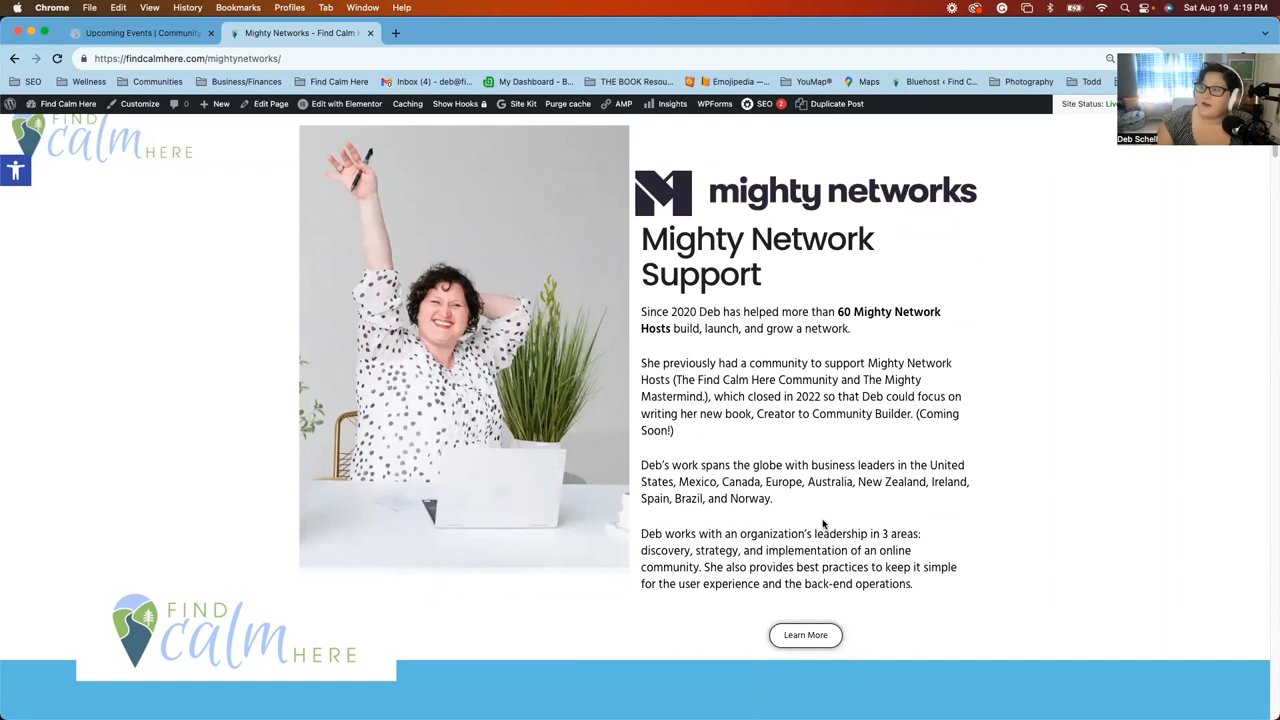 Chrome File Edit View History Bookmarks Profiles Tab Window Help Sat Aug 19 4:19 PM
Upcoming Events | Community Mighty Networks - Find Calm
https://findcalmhere.com/mightynetworks/
SEO Wellness Communities Business/Finances Find Calm Here Inbox (4) - deb@fi... My Dashboard - B... THE BOOK Resou... Emojipedia —... YouMap® Maps Bluehost ‹ Find C... Photography Todd
Find Calm Here Customize 0 New Edit Page Edit with Elementor Caching Show Hooks Site Kit Purge cache AMP Insights WPForms SEO 2 Duplicate Post Site Status: Live
Deb Schell
FIND
calm HERE
mighty networks
Mighty Network
Support
Since 2020 Deb has helped more than 60 Mighty Network
Hosts build, launch, and grow a network.
She previously had a community to support Mighty Network
Hosts (The Find Calm Here Community and The Mighty
Mastermind.), which closed in 2022 so that Deb could focus on
writing her new book, Creator to Community Builder. (Coming
Soon!)
Deb's work spans the globe with business leaders in the United
States, Mexico, Canada, Europe, Australia, New Zealand, Ireland,
Spain, Brazil, and Norway.
Deb works with an organization's leadership in 3 areas:
discovery, strategy, and implementation of an online
community. She also provides best practices to keep it simple
for the user experience and the back-end operations.
Learn More
FIND
calm HERE